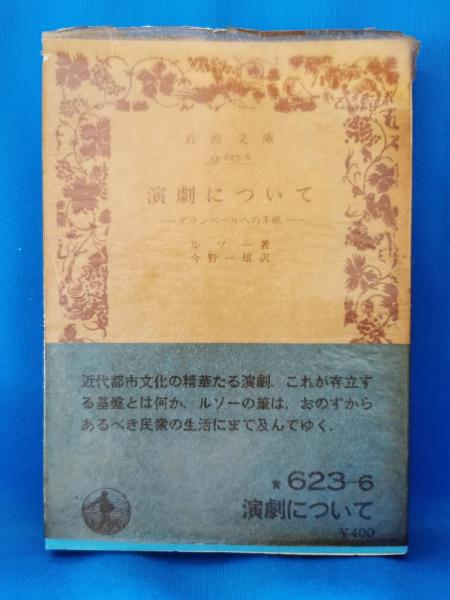 岩波文庫
33-623-6
演劇について
―ダランベールへの手紙―
ルソー著
今野一雄訳
近代都市文化の精華たる演劇．これが存立す
る基盤とは何か．ルソーの筆は，おのずから
あるべき民衆の生活にまで及んでゆく．
青 623-6
演劇について
￥400